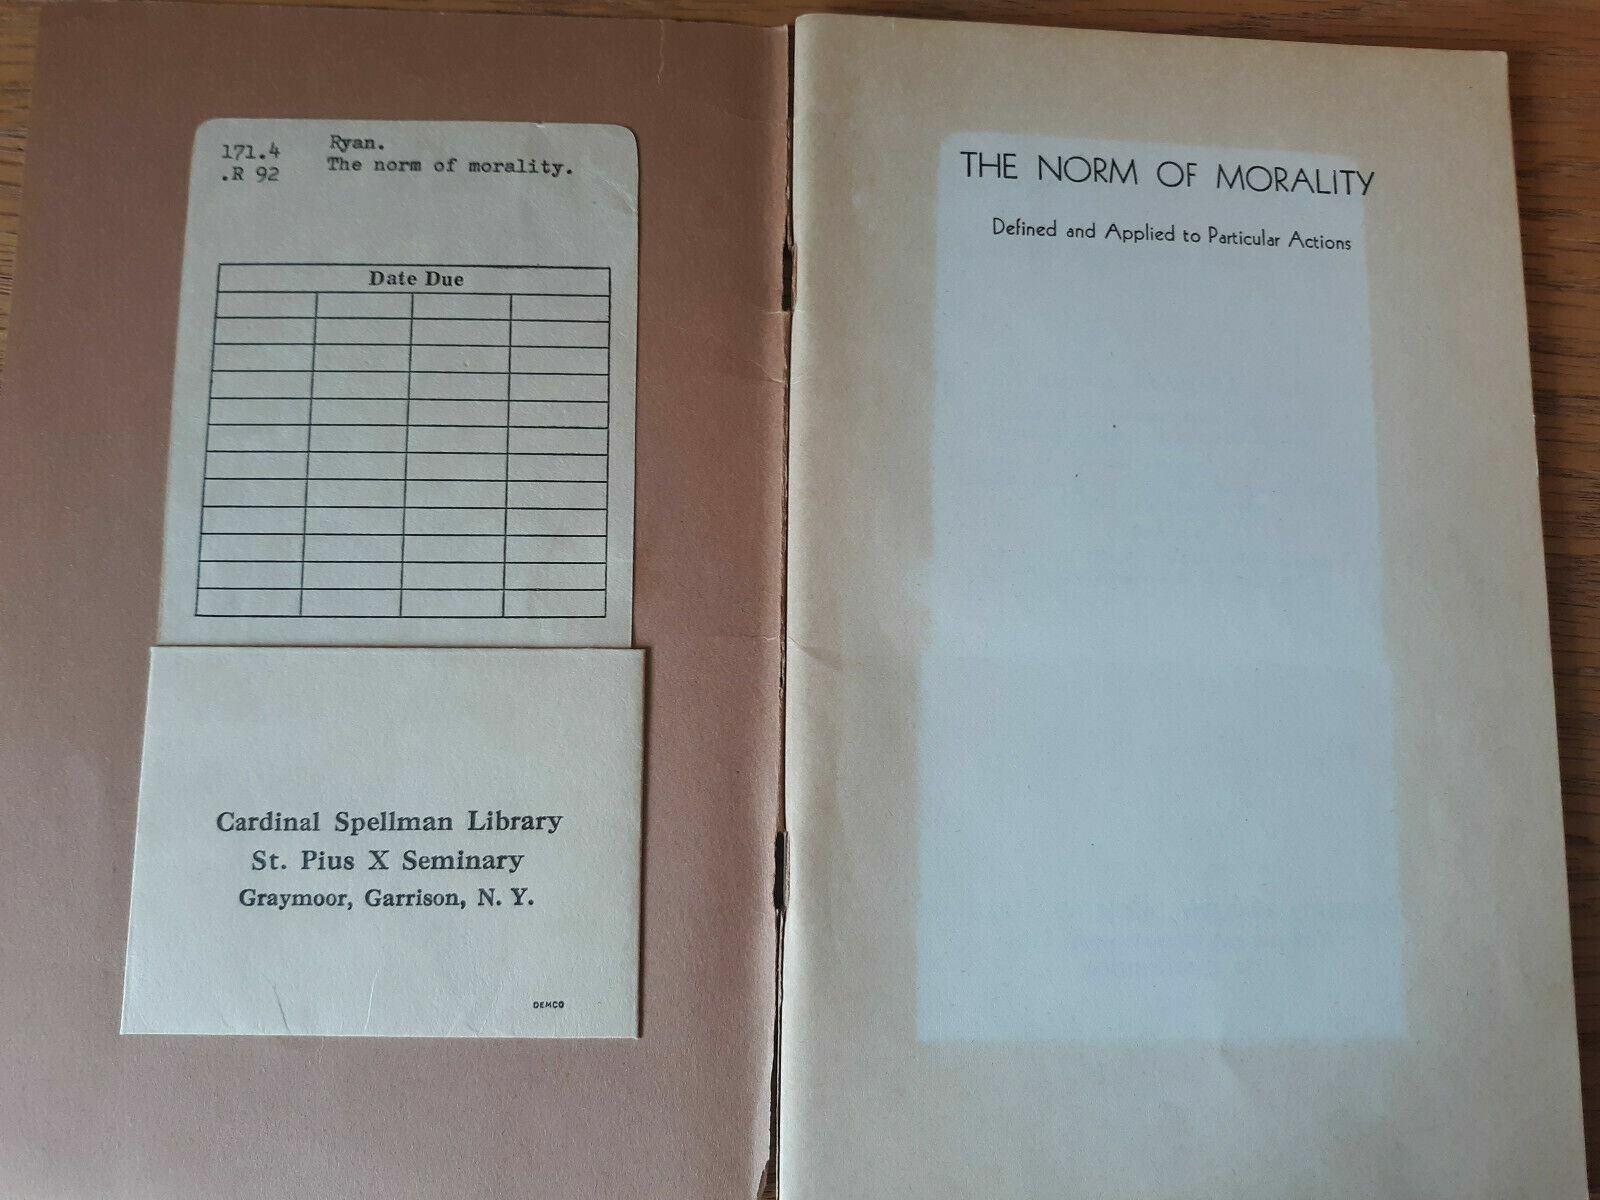 171.4 Ryan.
.R 92 The norm of morality.
Date Due
Cardinal Spellman Library
St. Pius X Seminary
Graymoor, Garrison, N. Y.
DEMCO
THE NORM OF MORALITY
Defined and Applied to Particular Actions